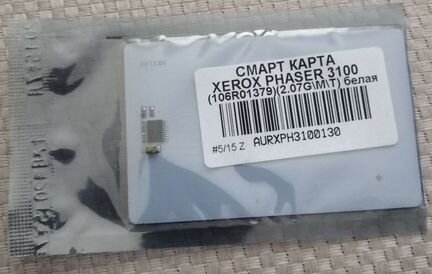 СМАРТ КАРТА
XEROX PHASER 3100
(106R01379)(2.07G\M\T) белая
#5/15 Z AURXPH3100130